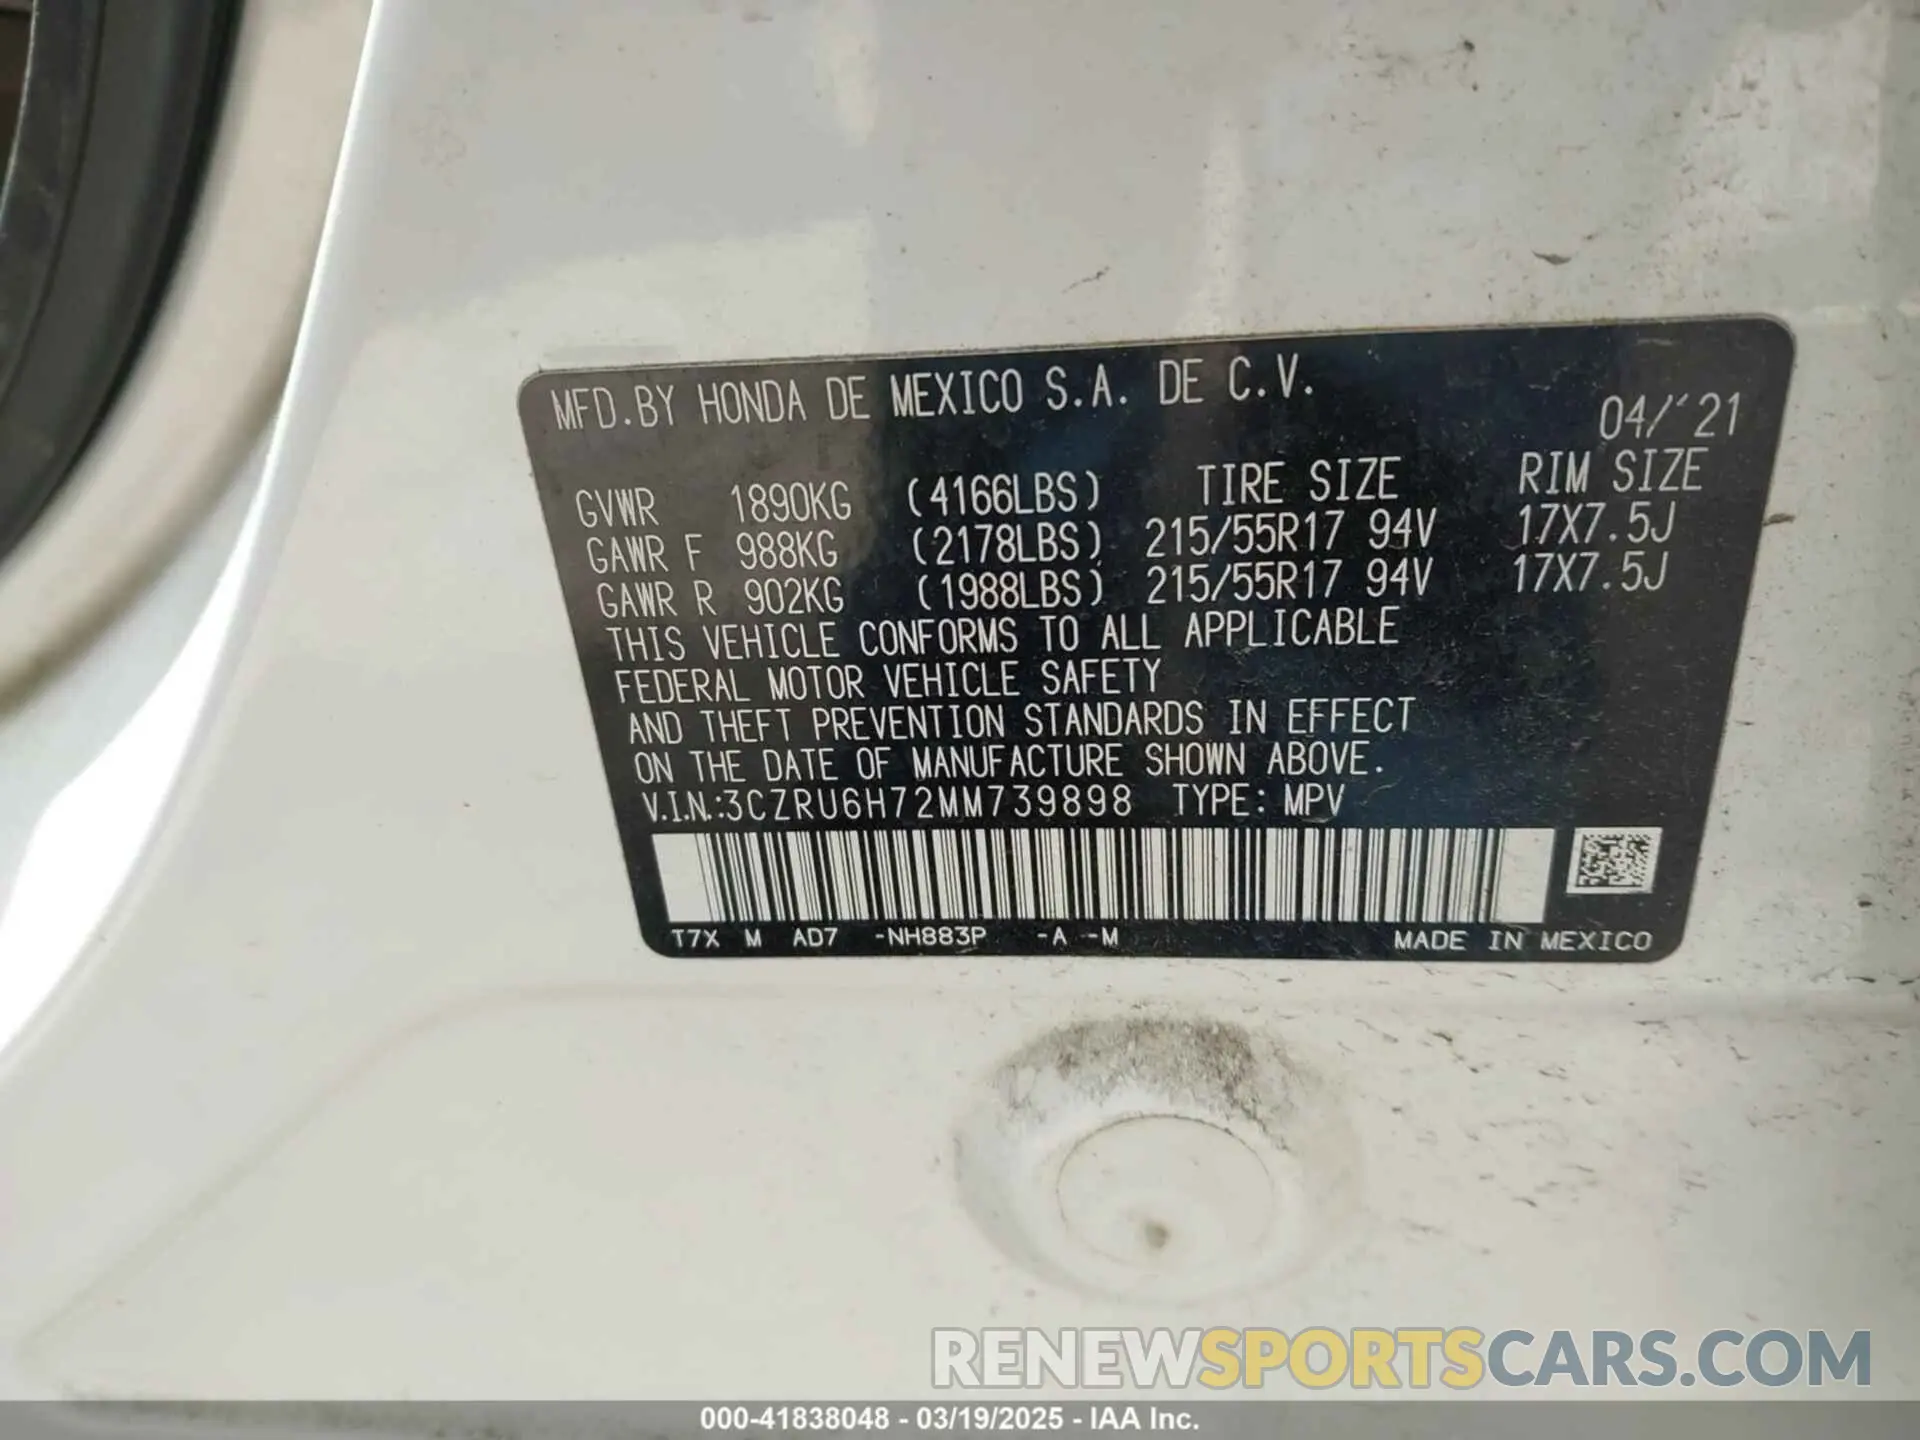 MFD.BY HONDA DE MEXICO S.A. DE C.V.
04/'21
GVWR 1890KG (4166LBS) TIRE SIZE RIM SIZE
GAWR F 988KG (2178LBS) 215/55R17 94V 17X7.5J
GAWR R 902KG (1988LBS) 215/55R17 94V 17X7.5J
THIS VEHICLE CONFORMS TO ALL APPLICABLE
FEDERAL MOTOR VEHICLE SAFETY
AND THEFT PREVENTION STANDARDS IN EFFECT
ON THE DATE OF MANUFACTURE SHOWN ABOVE.
V.I.N.:3CZRU6H72MM739898 TYPE: MPV
T7X M AD7 -NH883P -A -M MADE IN MEXICO
RENEWSPORTSCARS.COM
000-41838048 - 03/19/2025 - IAA Inc.